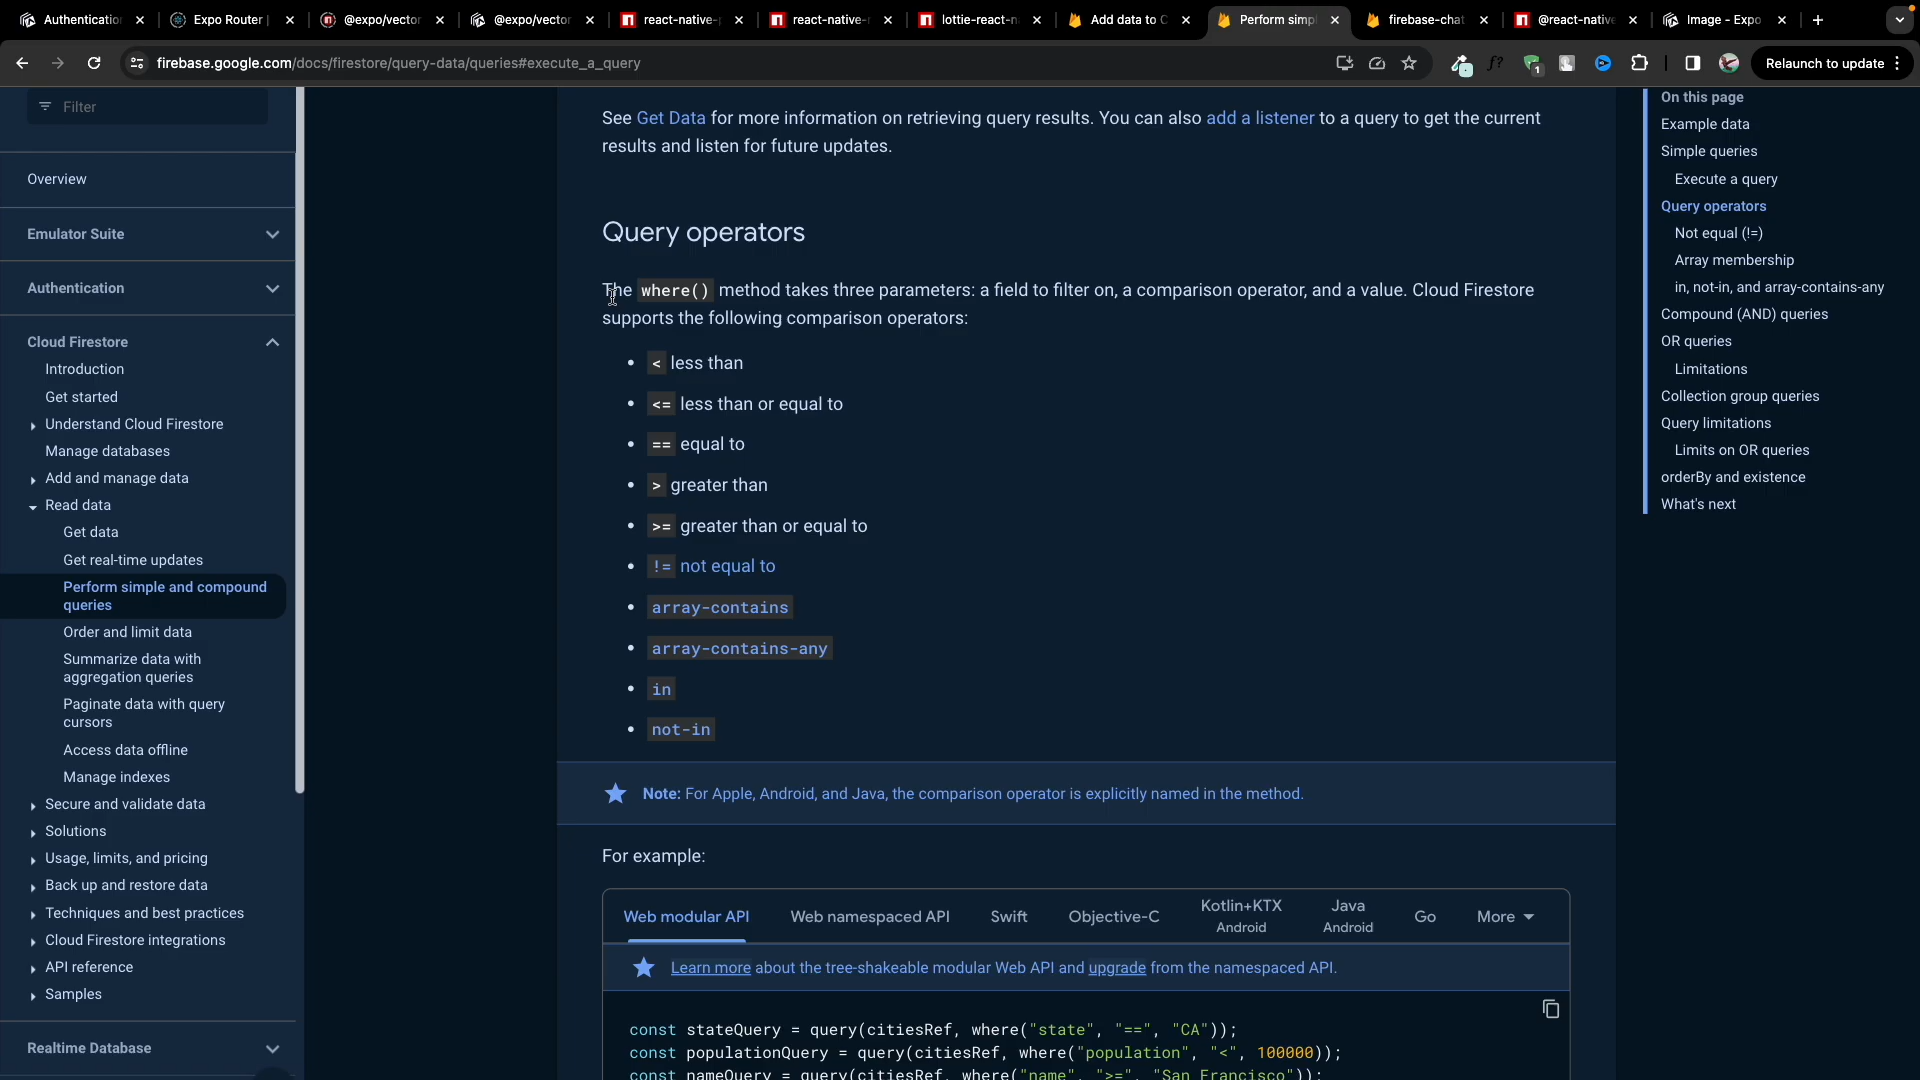 Authentication
Expo Router |
@expo/vector
@expo/vector
react-native-
react-native-
lottie-react-n
Add data to C
Perform simpl
firebase-chat
@react-native
Image - Expo
firebase.google.com/docs/firestore/query-data/queries#execute_a_query
f?
1
Relaunch to update
Filter
Overview
Emulator Suite
Authentication
Cloud Firestore
Introduction
Get started
Understand Cloud Firestore
Manage databases
Add and manage data
Read data
Get data
Get real-time updates
Perform simple and compound
queries
Order and limit data
Summarize data with
aggregation queries
Paginate data with query
cursors
Access data offline
Manage indexes
Secure and validate data
Solutions
Usage, limits, and pricing
Back up and restore data
Techniques and best practices
Cloud Firestore integrations
API reference
Samples
Realtime Database
See Get Data for more information on retrieving query results. You can also add a listener to a query to get the current
results and listen for future updates.
Query operators
The where() method takes three parameters: a field to filter on, a comparison operator, and a value. Cloud Firestore
supports the following comparison operators:
• < less than
• <= less than or equal to
• == equal to
• > greater than
• >= greater than or equal to
• != not equal to
• array-contains
• array-contains-any
• in
• not-in
Note: For Apple, Android, and Java, the comparison operator is explicitly named in the method.
For example:
Web modular API
Web namespaced API
Swift
Objective-C
Kotlin+KTX
Android
Java
Android
Go
More
Learn more about the tree-shakeable modular Web API and upgrade from the namespaced API.
const stateQuery = query(citiesRef, where("state", "==", "CA"));
const populationQuery = query(citiesRef, where("population", "<", 100000));
const nameQuery = query(citiesRef, where("name", ">=", "San Francisco"));
On this page
Example data
Simple queries
Execute a query
Query operators
Not equal (!=)
Array membership
in, not-in, and array-contains-any
Compound (AND) queries
OR queries
Limitations
Collection group queries
Query limitations
Limits on OR queries
orderBy and existence
What's next